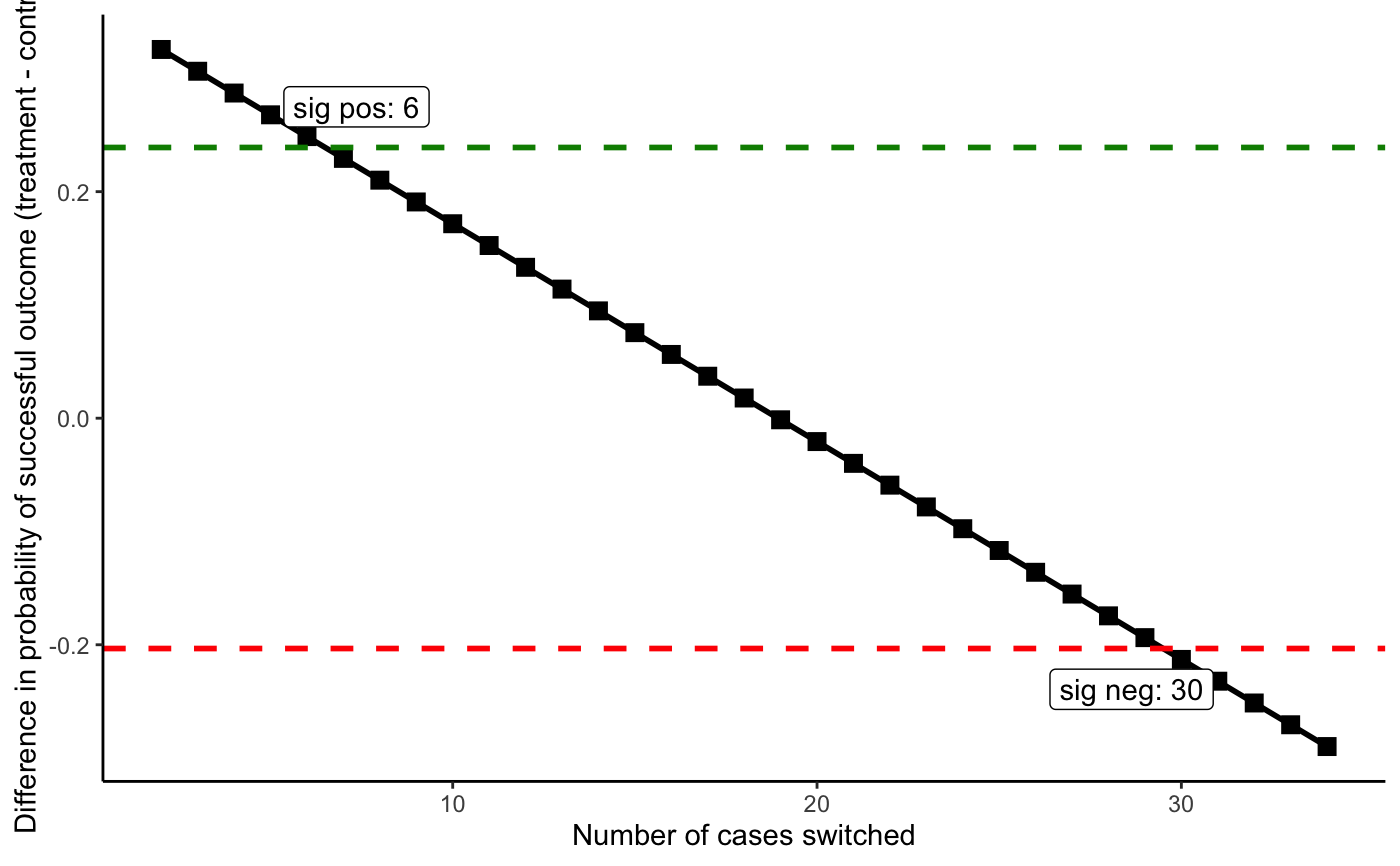 Difference in probability of successful outcome (treatment - contr
sig pos: 6
0.2
0.0
-0.2
sig neg: 30
10 20 30
Number of cases switched